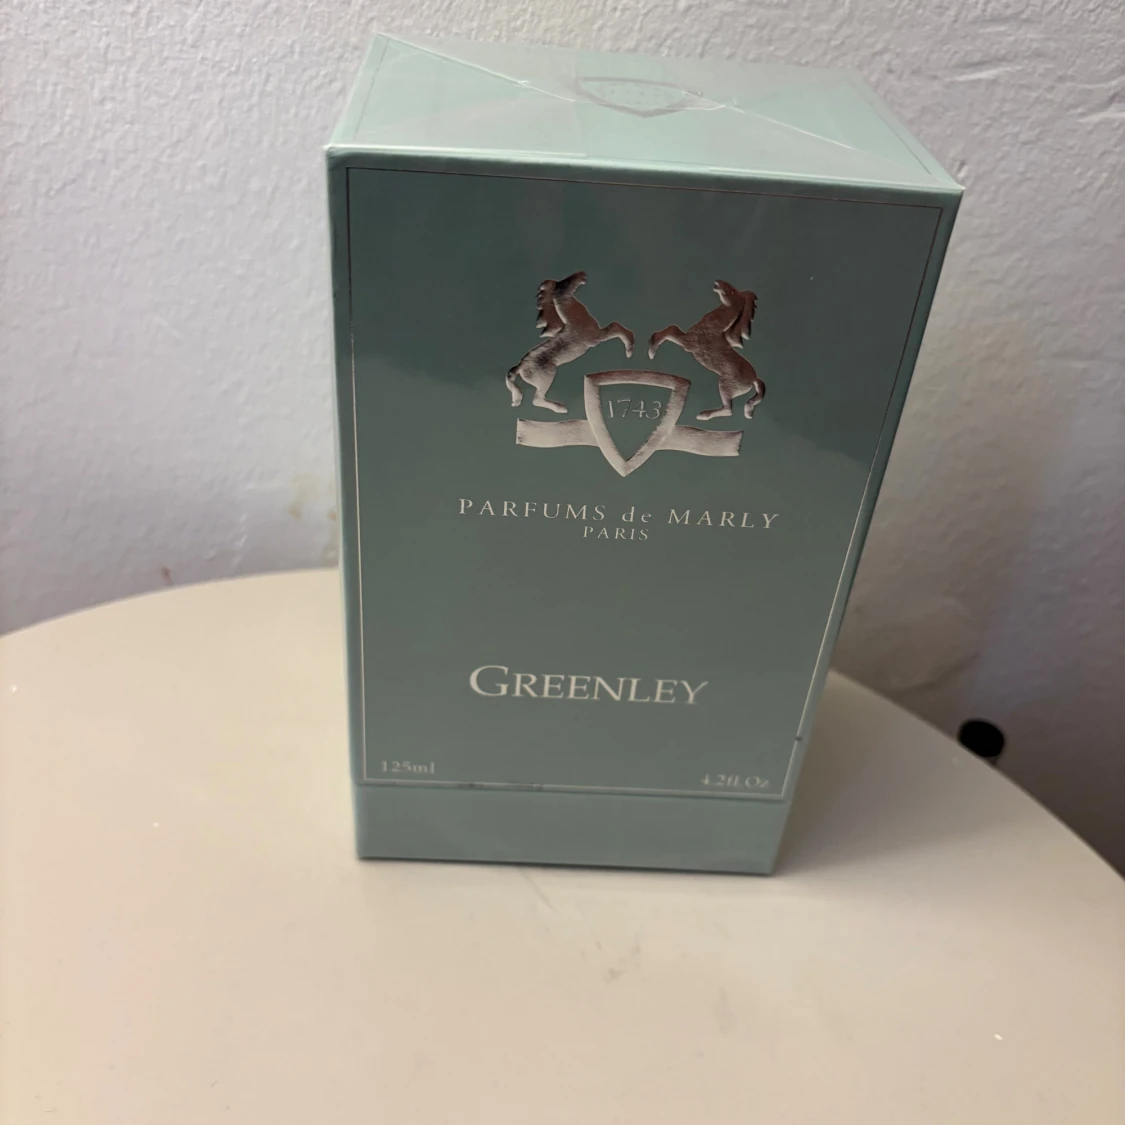 1743
PARFUMS de MARLY
PARIS
GREENLEY
125ml
4.2fl.Oz